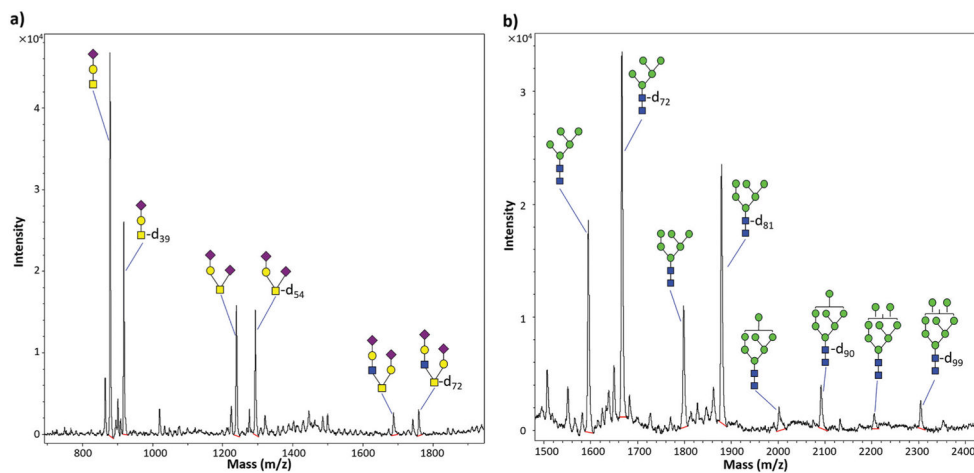 a)
×10⁴
4
3
2
1
0
Intensity
-d₃₉
-d₅₄
-d₇₂
800
1000
1200
1400
1600
1800
Mass (m/z)
b)
×10⁴
3
2
1
0
Intensity
-d₇₂
-d₈₁
-d₉₀
-d₉₉
1500
1600
1700
1800
1900
2000
2100
2200
2300
2400
Mass (m/z)